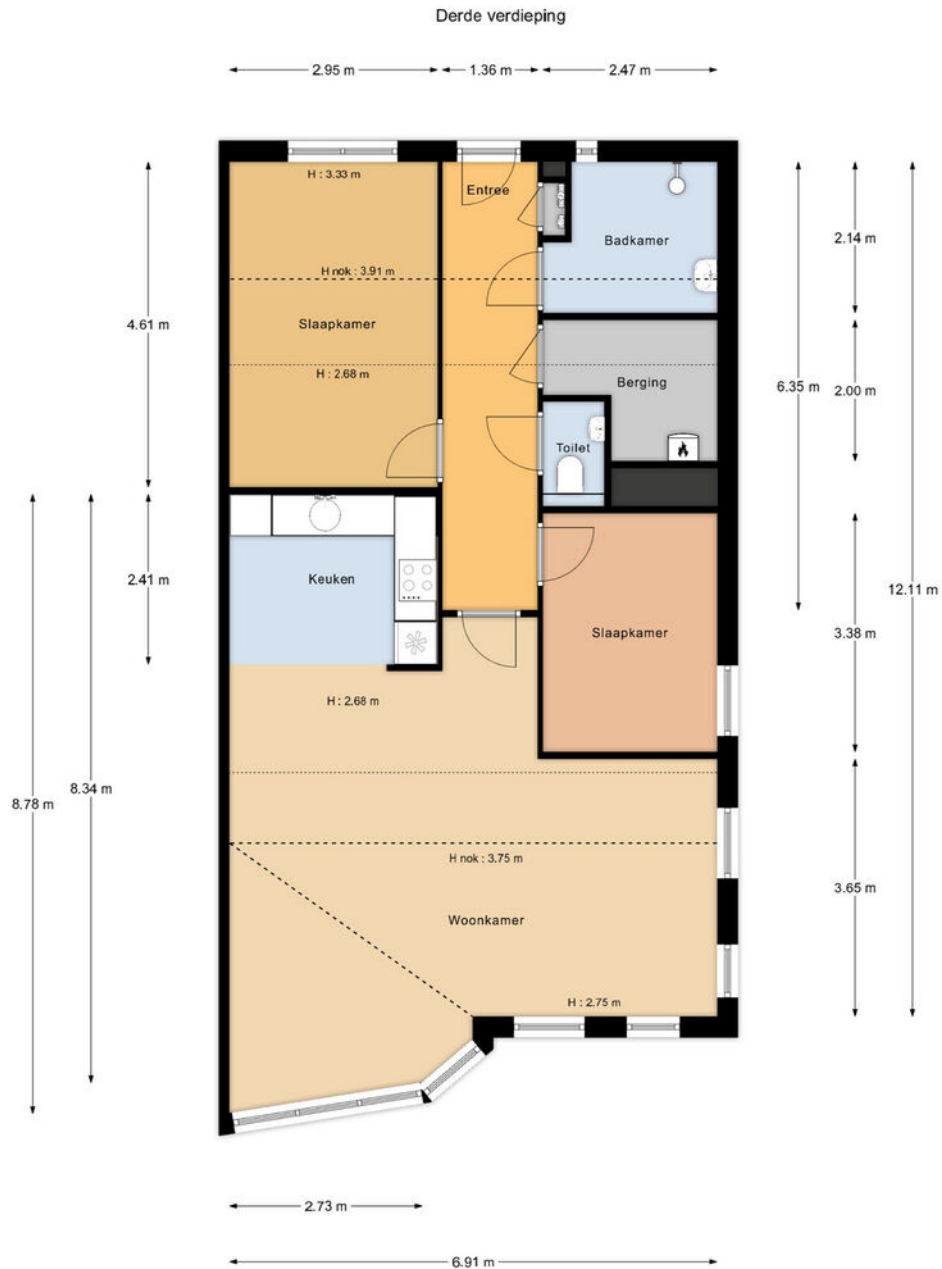 Derde verdieping
2.95 m
1.36 m
2.47 m
H : 3.33 m
Entree
Badkamer
2.14 m
H nok : 3.91 m
4.61 m
Slaapkamer
H : 2.68 m
Berging
6.35 m
2.00 m
Toilet
2.41 m
Keuken
12.11 m
Slaapkamer
3.38 m
H : 2.68 m
8.78 m
8.34 m
H nok : 3.75 m
3.65 m
Woonkamer
H : 2.75 m
2.73 m
6.91 m